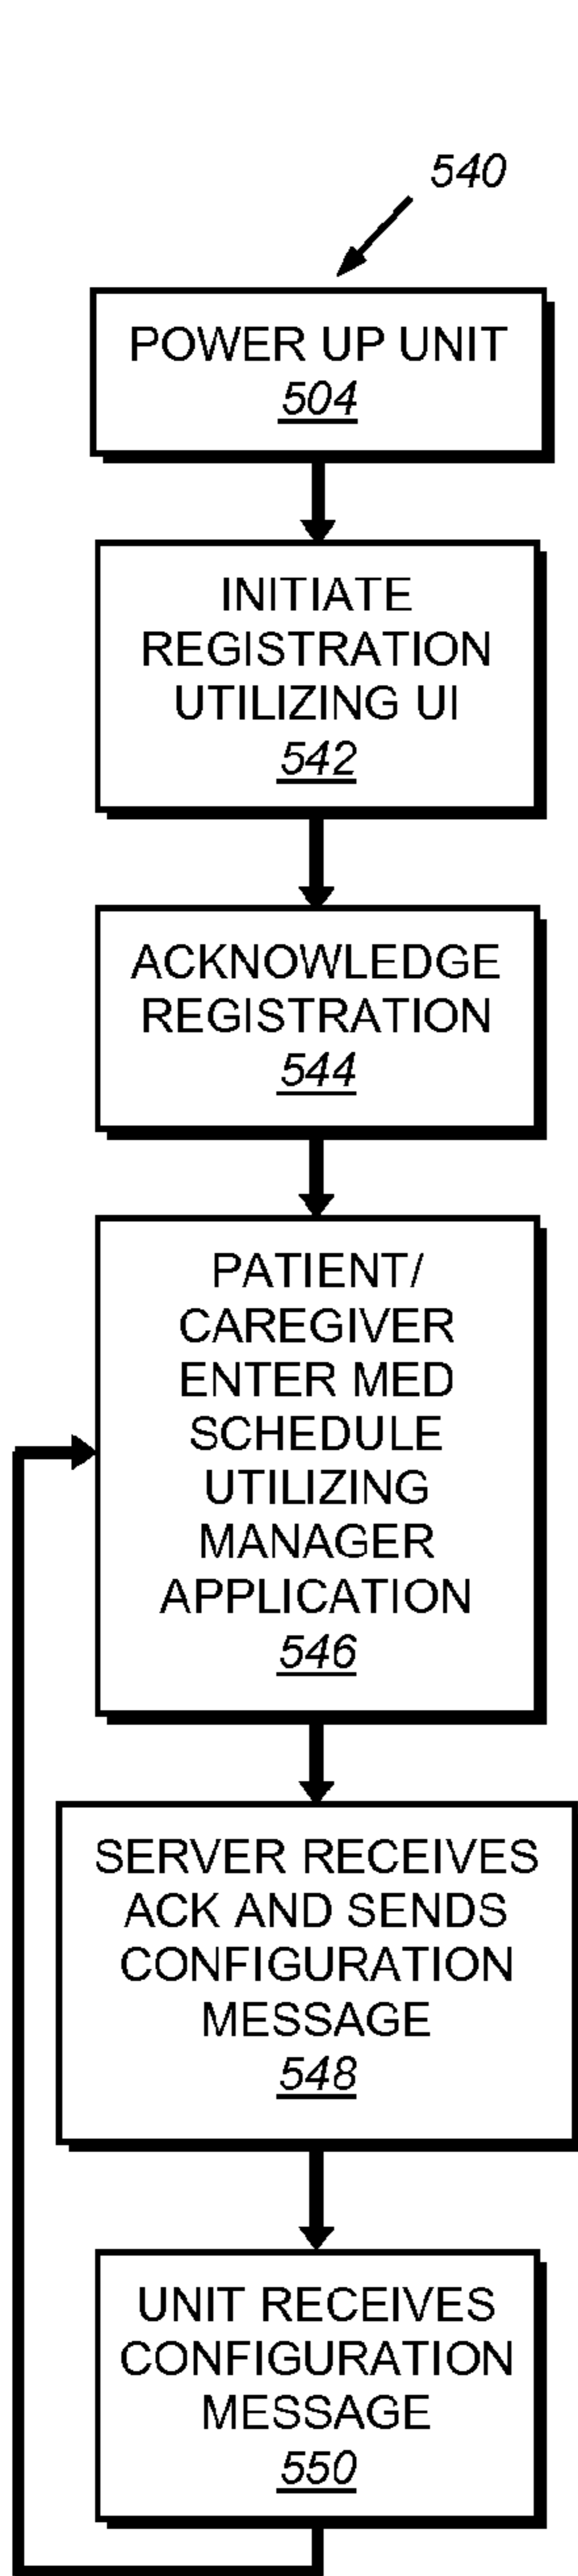 540
POWER UP UNIT
504
INITIATE
REGISTRATION
UTILIZING UI
542
ACKNOWLEDGE
REGISTRATION
544
PATIENT/
CAREGIVER
ENTER MED
SCHEDULE
UTILIZING
MANAGER
APPLICATION
546
SERVER RECEIVES
ACK AND SENDS
CONFIGURATION
MESSAGE
548
UNIT RECEIVES
CONFIGURATION
MESSAGE
550